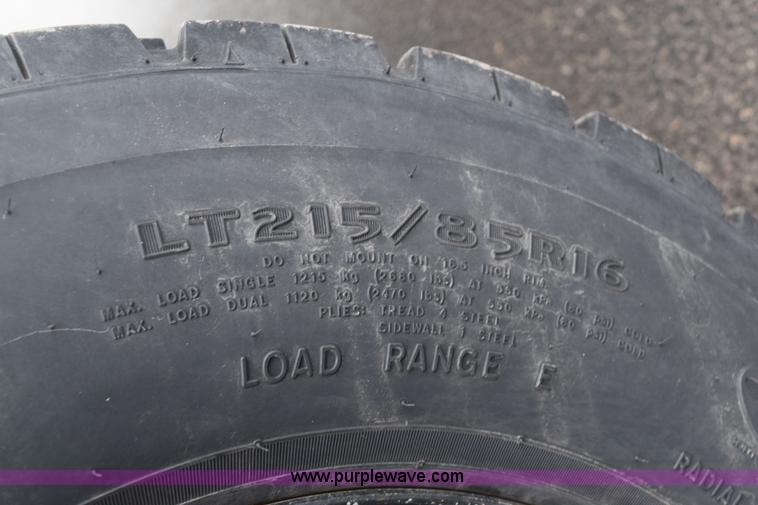 LT215/85R16
DO NOT MOUNT ON 16.5 INCH RIM.
MAX. LOAD SINGLE 1215 KG (2680 LBS) AT 550 KPA (80 PSI) COLD
MAX. LOAD DUAL 1120 KG (2470 LBS) AT 550 KPA (80 PSI) COLD
PLIES: TREAD 4 STEEL
SIDEWALL 1 STEEL
LOAD RANGE E
RADIAL
www.purplewave.com